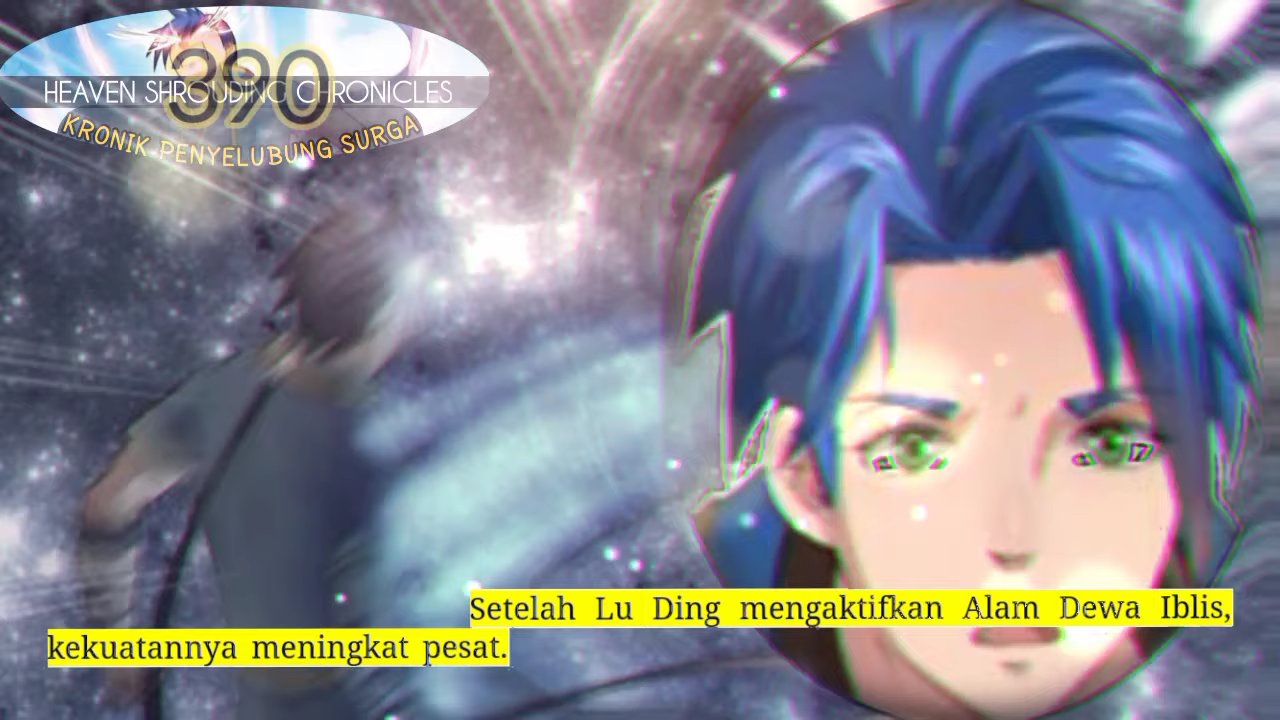 390
HEAVEN SHROUDING CHRONICLES
KRONIK PENYELUBUNG SURGA
Setelah Lu Ding mengaktifkan Alam Dewa Iblis,
kekuatannya meningkat pesat.